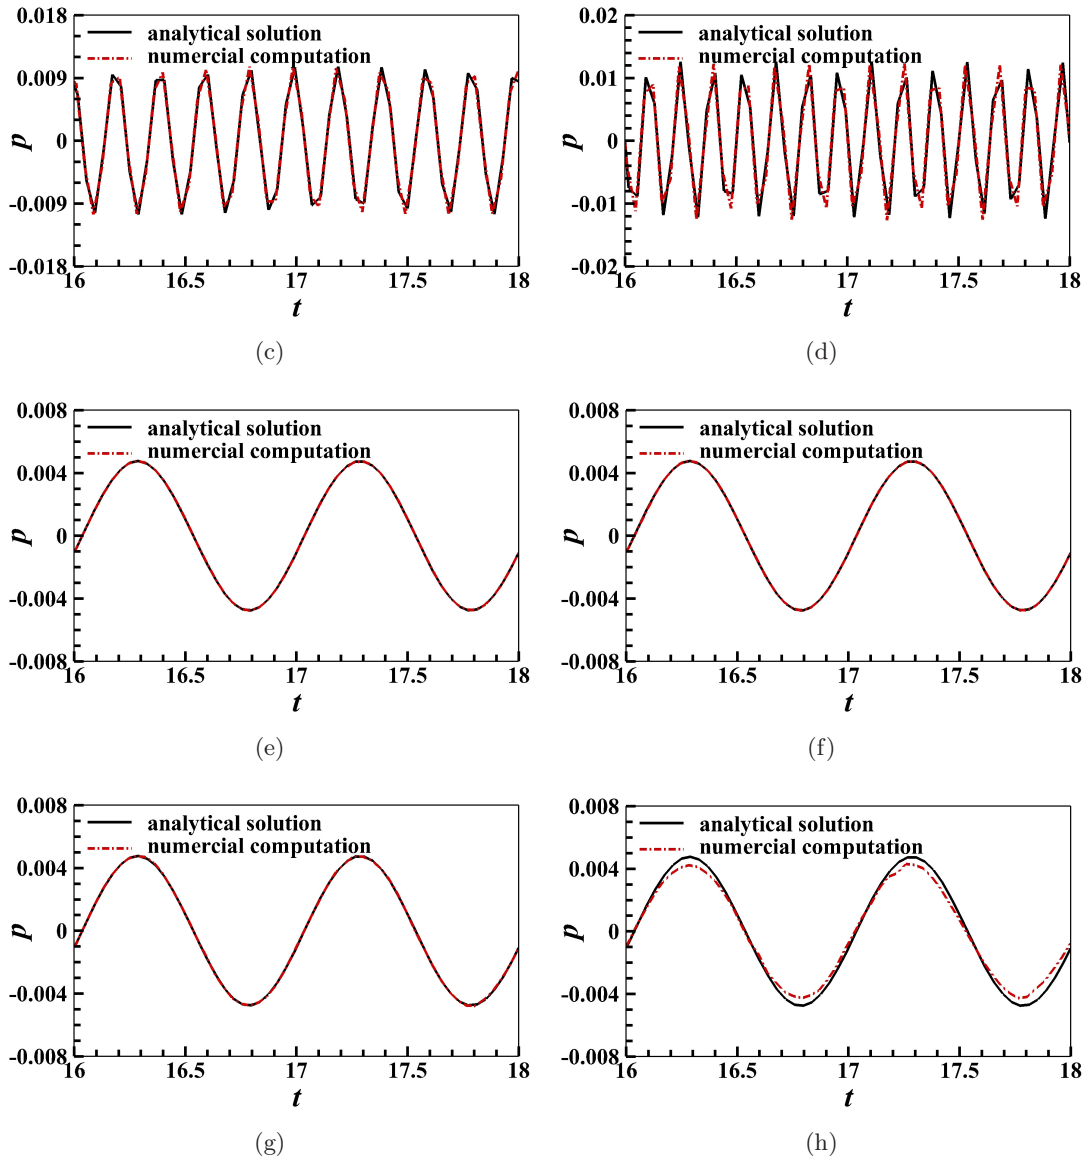 0.018
analytical solution
numercial computation
0.009
0
-0.009
-0.018
p
16
16.5
17
17.5
18
t
(c)
0.02
analytical solution
numercial computation
0.01
0
-0.01
-0.02
p
16
16.5
17
17.5
18
t
(d)
0.008
analytical solution
numercial computation
0.004
0
-0.004
-0.008
p
16
16.5
17
17.5
18
t
(e)
0.008
analytical solution
numercial computation
0.004
0
-0.004
-0.008
p
16
16.5
17
17.5
18
t
(f)
0.008
analytical solution
numercial computation
0.004
0
-0.004
-0.008
p
16
16.5
17
17.5
18
t
(g)
0.008
analytical solution
numercial computation
0.004
0
-0.004
-0.008
p
16
16.5
17
17.5
18
t
(h)